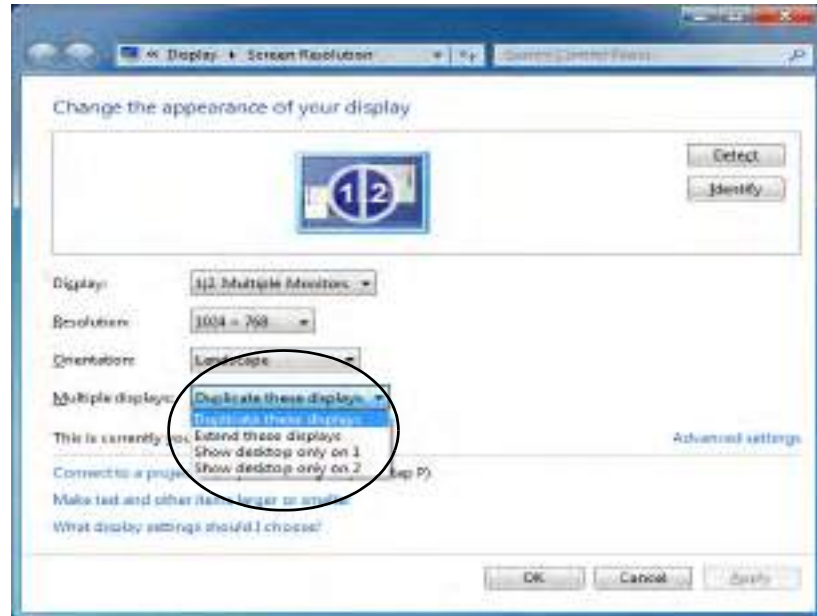 « Display ▸ Screen Resolution
Change the appearance of your display
1 2
Detect
Identify
Display: 1|2. Multiple Monitors
Resolution: 1024 × 768
Orientation: Landscape
Multiple displays: Duplicate these displays
Duplicate these displays
Extend these displays
Show desktop only on 1
Show desktop only on 2
This is currently
Advanced settings
Connect to a tap P)
Make text and other items larger or smaller
What display settings should I choose?
OK Cancel Apply